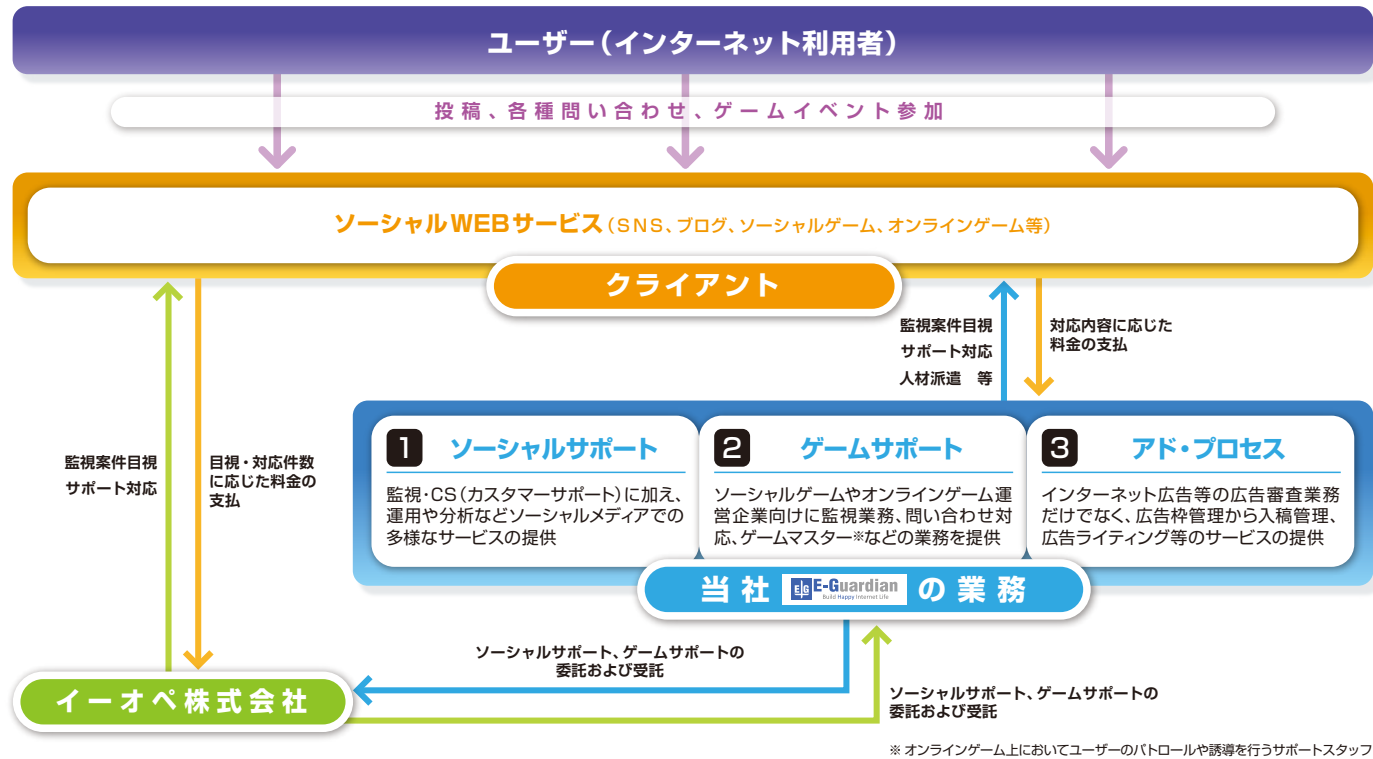 ユーザー(インターネット利用者)
投稿、各種問い合わせ、ゲームイベント参加
ソーシャルWEBサービス(SNS、ブログ、ソーシャルゲーム、オンラインゲーム等)
クライアント
監視案件目視
サポート対応
人材派遣 等
対応内容に応じた
料金の支払
監視案件目視
サポート対応
目視・対応件数
に応じた料金の
支払
1 ソーシャルサポート
監視・CS(カスタマーサポート)に加え、
運用や分析などソーシャルメディアでの
多様なサービスの提供
2 ゲームサポート
ソーシャルゲームやオンラインゲーム運
営企業向けに監視業務、問い合わせ対
応、ゲームマスター※などの業務を提供
3 アド・プロセス
インターネット広告等の広告審査業務
だけでなく、広告枠管理から入稿管理、
広告ライティング等のサービスの提供
当社 E|G E-Guardian の業務
Build Happy Internet Life
ソーシャルサポート、ゲームサポートの
委託および受託
イーオペ株式会社
ソーシャルサポート、ゲームサポートの
委託および受託
※ オンラインゲーム上においてユーザーのパトロールや誘導を行うサポートスタッフ